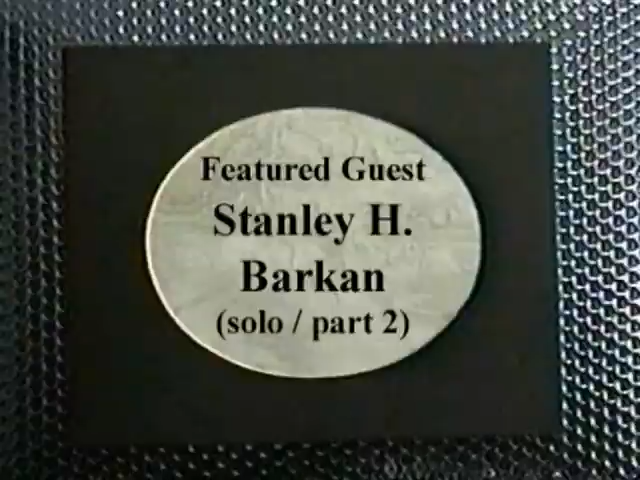 Featured Guest
Stanley H.
Barkan
(solo / part 2)